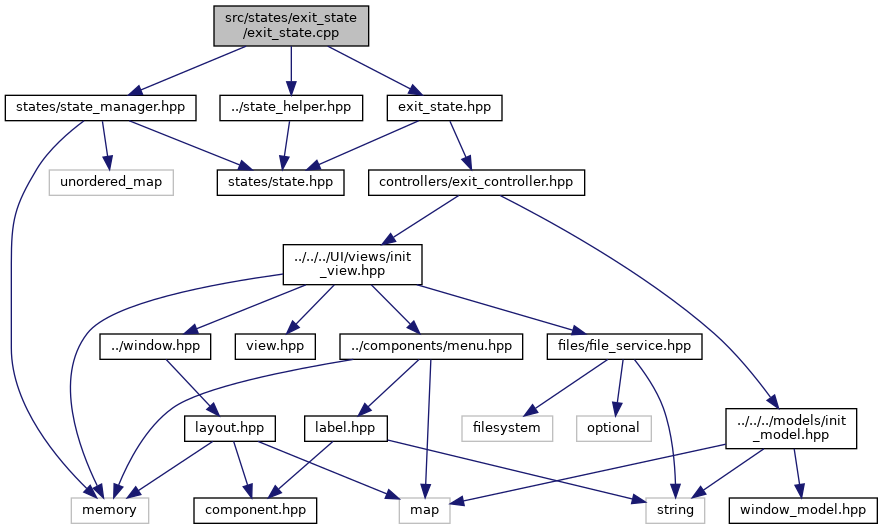 src/states/exit_state
/exit_state.cpp
states/state_manager.hpp
../state_helper.hpp
exit_state.hpp
unordered_map
states/state.hpp
controllers/exit_controller.hpp
../../../UI/views/init
_view.hpp
../window.hpp
view.hpp
../components/menu.hpp
files/file_service.hpp
layout.hpp
label.hpp
filesystem
optional
../../../models/init
_model.hpp
memory
component.hpp
map
string
window_model.hpp